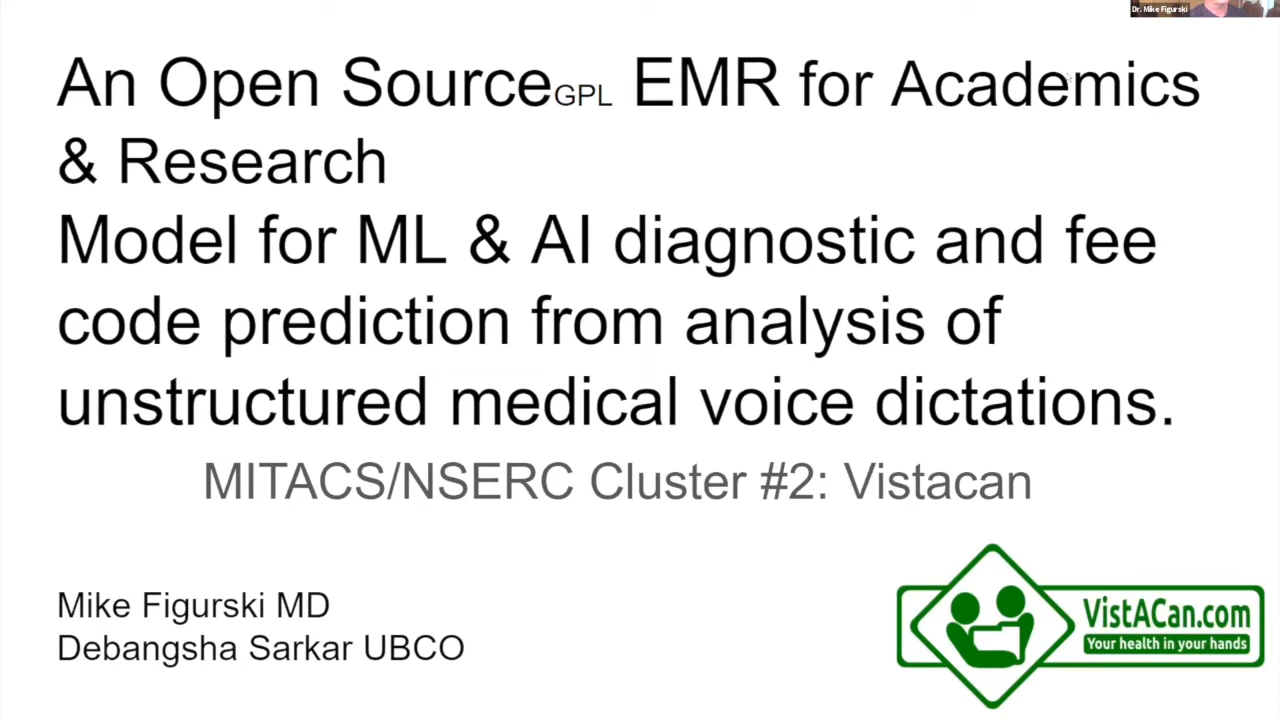 Dr. Mike Figurski
An Open SourceGPL EMR for Academics
& Research
Model for ML & AI diagnostic and fee
code prediction from analysis of
unstructured medical voice dictations.
MITACS/NSERC Cluster #2: Vistacan
Mike Figurski MD
Debangsha Sarkar UBCO
VistACan.com
Your health in your hands